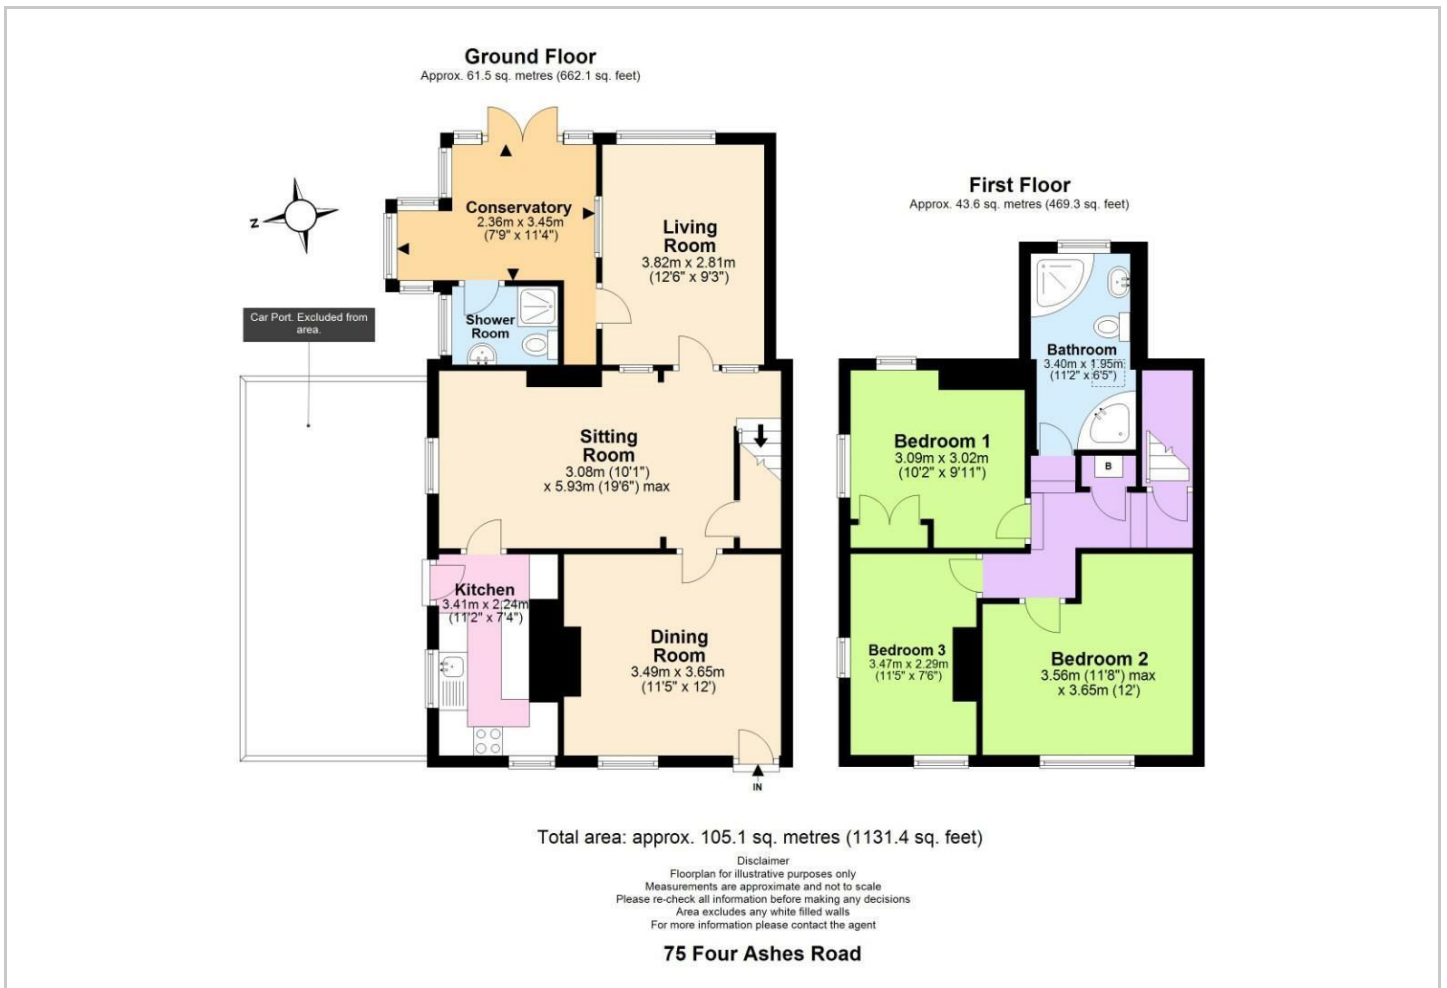 Ground Floor
Approx. 61.5 sq. metres (662.1 sq. feet)
Conservatory
2.36m x 3.45m
(7'9" x 11'4")
Living
Room
3.82m x 2.81m
(12'6" x 9'3")
N
Car Port. Excluded from
area.
Shower
Room
Sitting
Room
3.08m (10'1")
x 5.93m (19'6") max
Kitchen
3.41m x 2.24m
(11'2" x 7'4")
Dining
Room
3.49m x 3.65m
(11'5" x 12')
IN
First Floor
Approx. 43.6 sq. metres (469.3 sq. feet)
Bathroom
3.40m x 1.95m
(11'2" x 6'5")
Bedroom 1
3.09m x 3.02m
(10'2" x 9'11")
B
Bedroom 3
3.47m x 2.29m
(11'5" x 7'6")
Bedroom 2
3.56m (11'8") max
x 3.65m (12')
Total area: approx. 105.1 sq. metres (1131.4 sq. feet)
Disclaimer
Floorplan for illustrative purposes only
Measurements are approximate and not to scale
Please re-check all information before making any decisions
Area excludes any white filled walls
For more information please contact the agent
75 Four Ashes Road